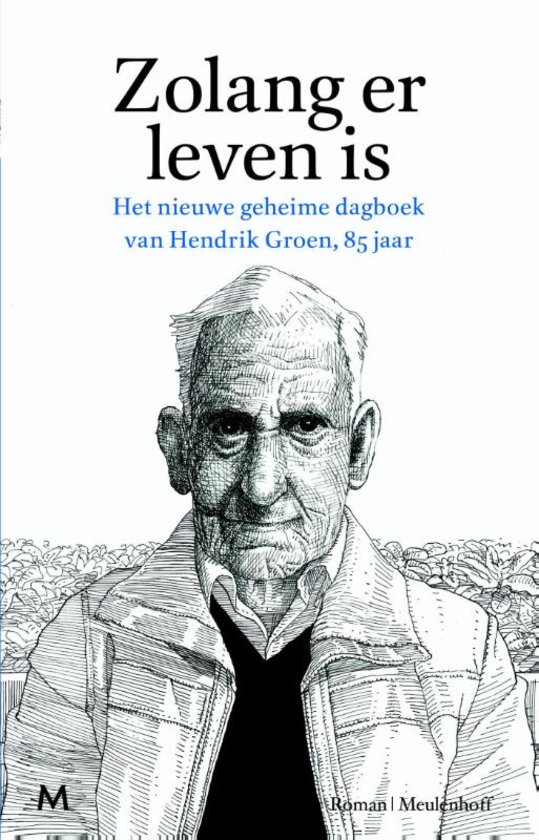 Zolang er
leven is
Het nieuwe geheime dagboek
van Hendrik Groen, 85 jaar
M
Roman | Meulenhoff